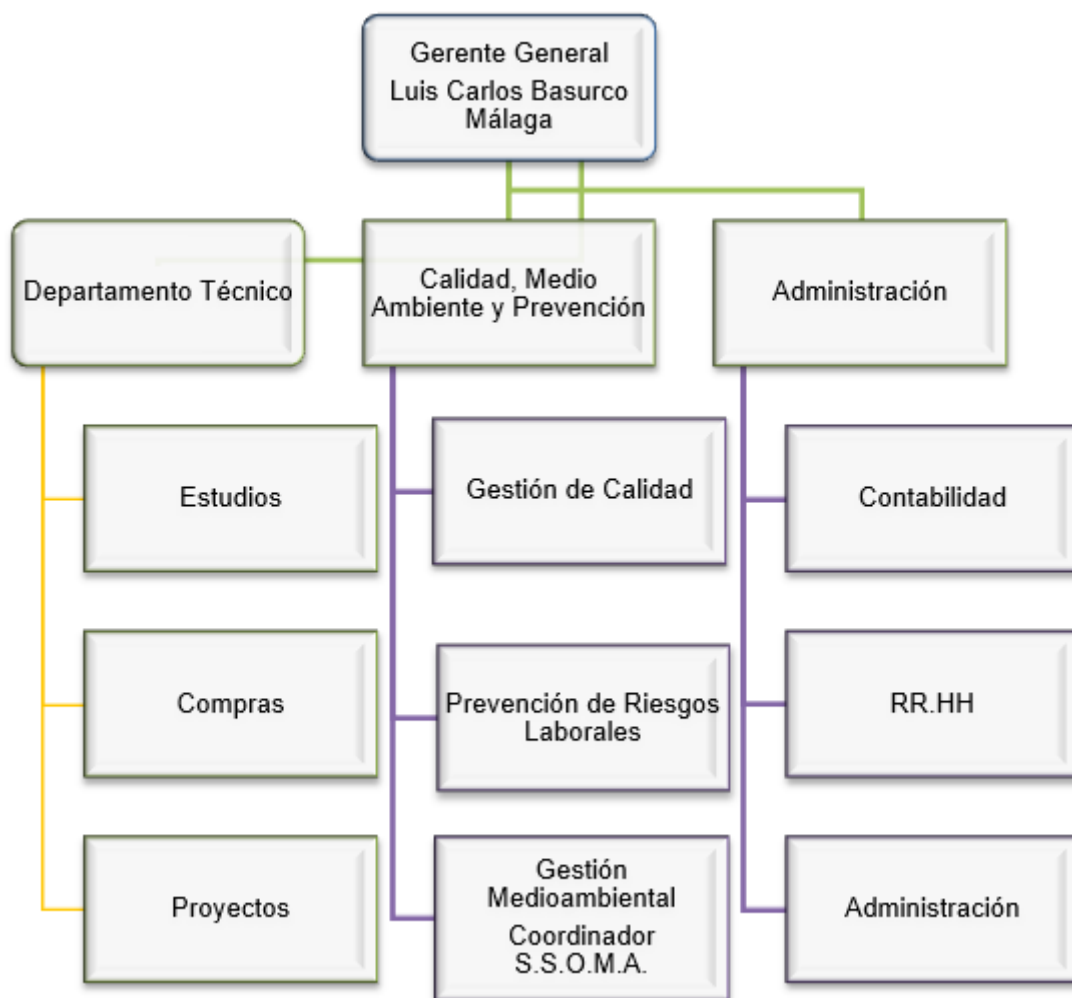 Gerente General
Luis Carlos Basurco
Málaga
Departamento Técnico
Calidad, Medio
Ambiente y Prevención
Administración
Estudios
Gestión de Calidad
Contabilidad
Compras
Prevención de Riesgos
Laborales
RR.HH
Proyectos
Gestión
Medioambiental
Coordinador
S.S.O.M.A.
Administración